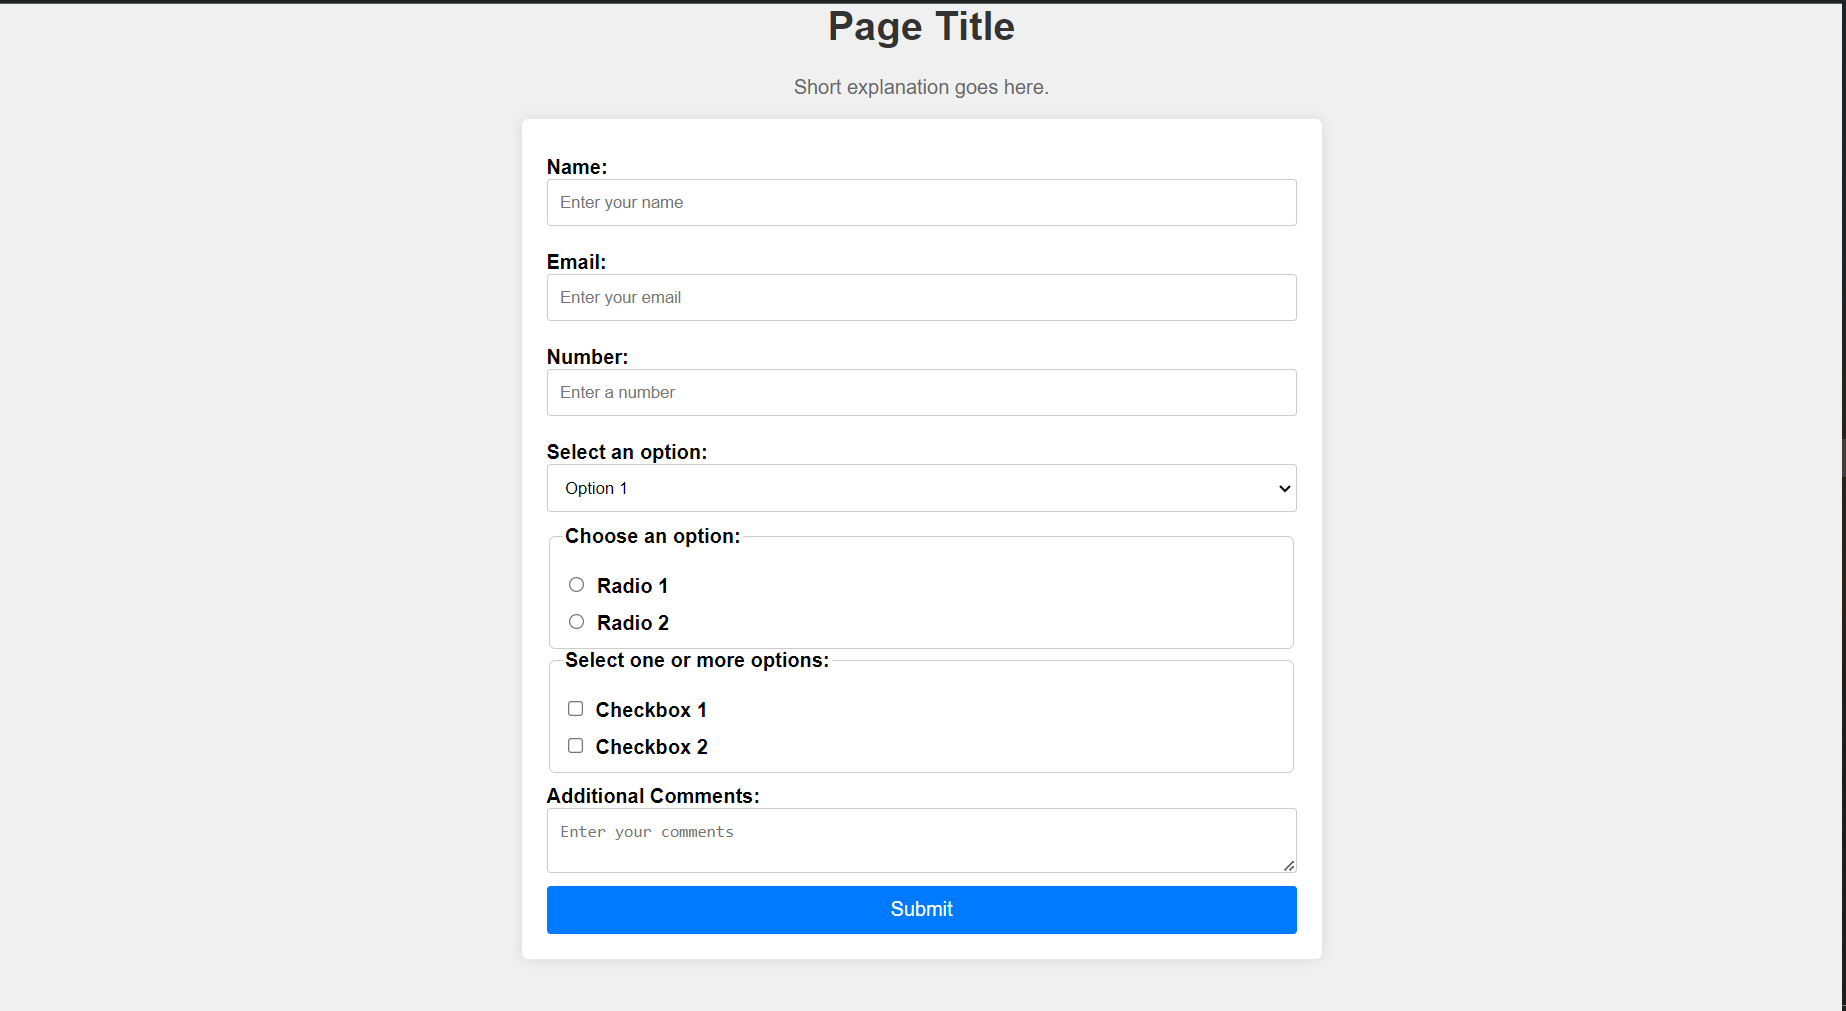 Page Title
Short explanation goes here.
Name:
Enter your name
Email:
Enter your email
Number:
Enter a number
Select an option:
Option 1
Choose an option:
Radio 1
Radio 2
Select one or more options:
Checkbox 1
Checkbox 2
Additional Comments:
Enter your comments
Submit